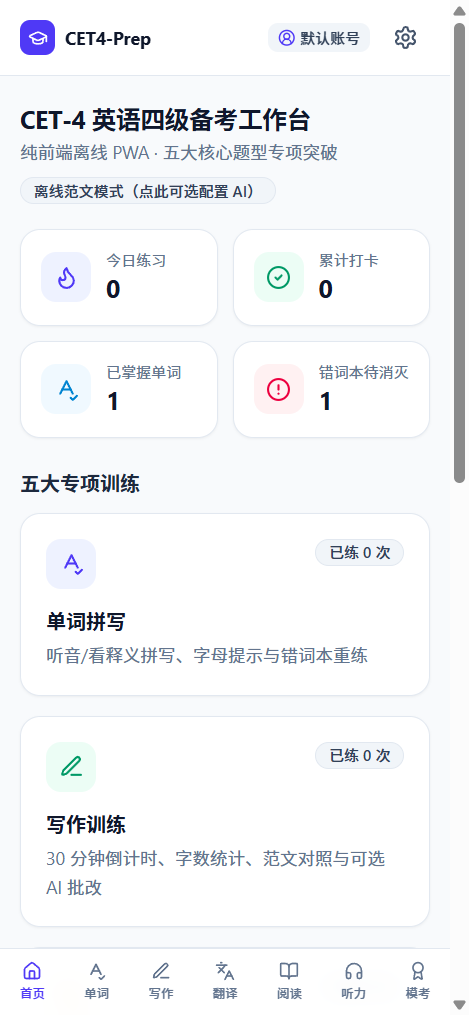 CET4-Prep
默认账号
CET-4 英语四级备考工作台
纯前端离线 PWA · 五大核心题型专项突破
离线范文模式（点此可选配置 AI）
今日练习
0
累计打卡
0
已掌握单词
1
错词本待消灭
1
五大专项训练
已练 0 次
单词拼写
听音/看释义拼写、字母提示与错词本重练
已练 0 次
写作训练
30 分钟倒计时、字数统计、范文对照与可选
AI 批改
首页
单词
写作
翻译
阅读
听力
模考